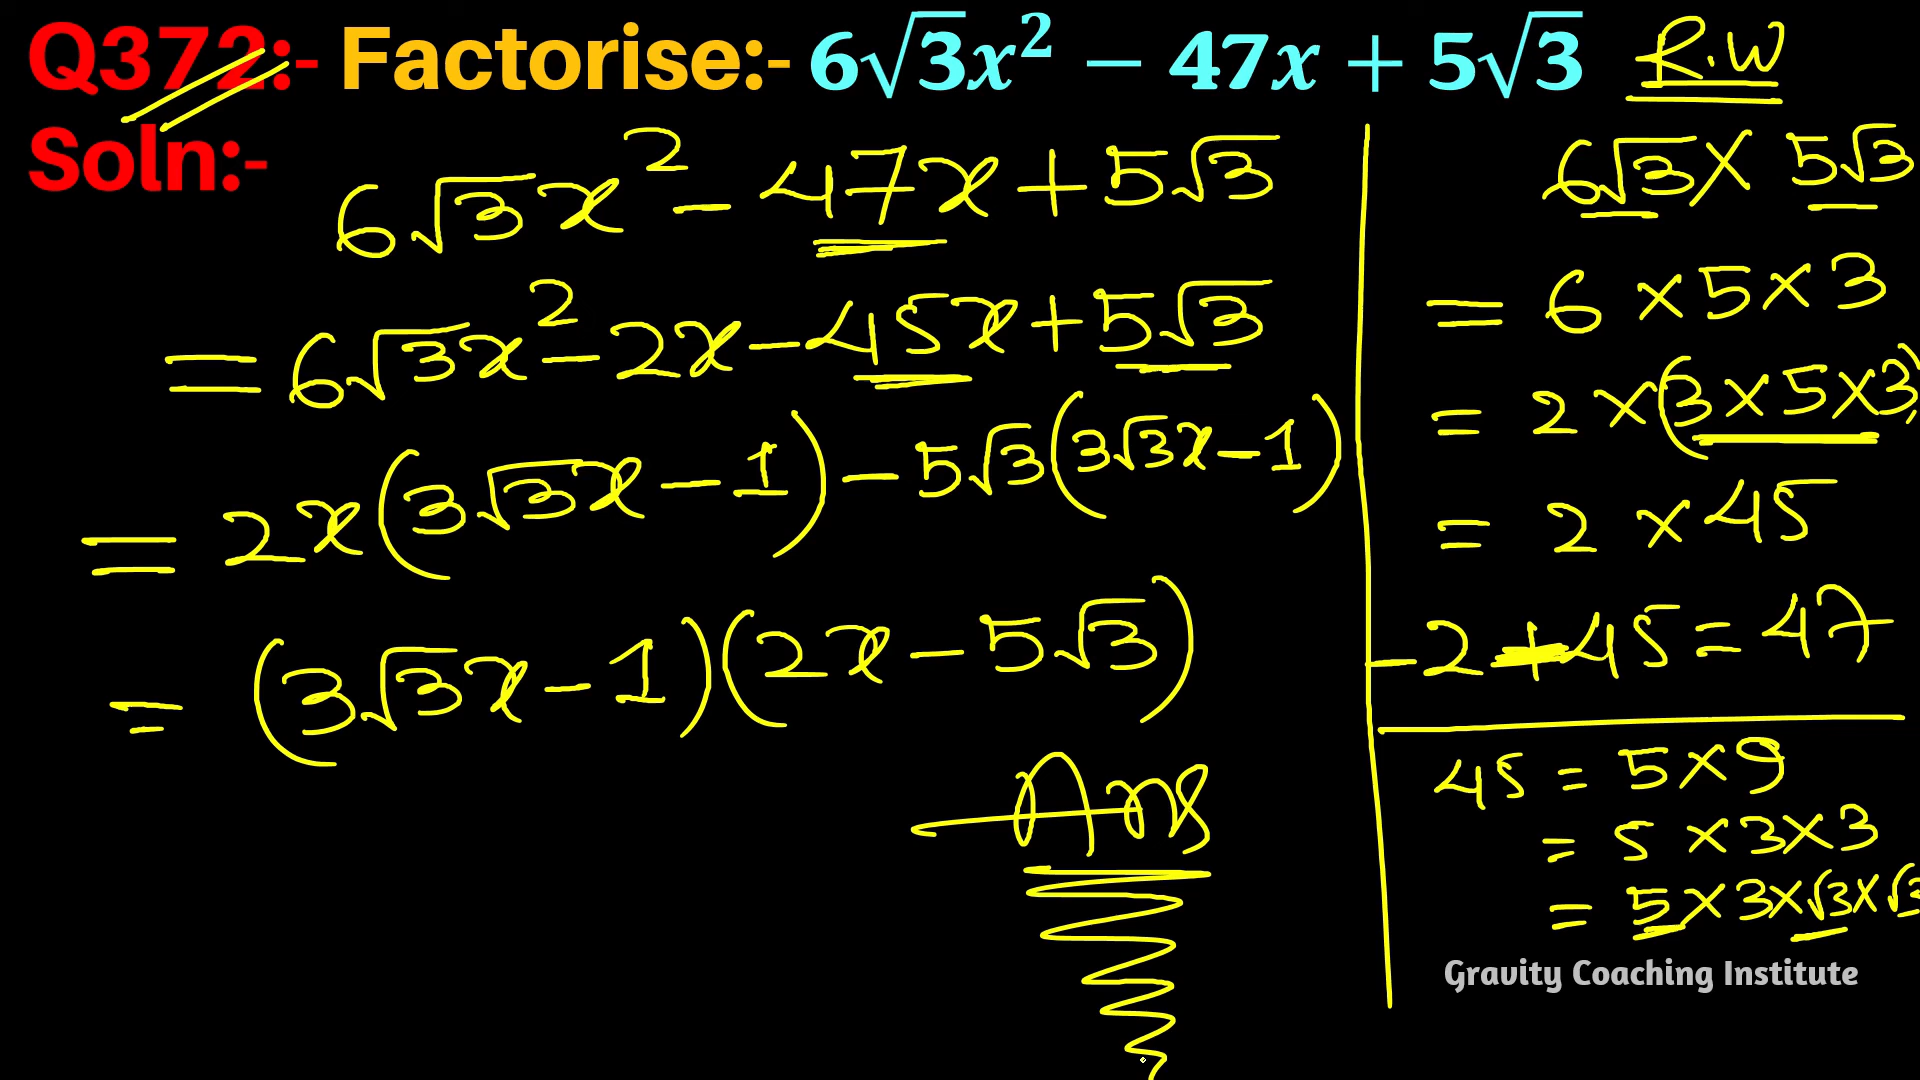 Q372:- Factorise:- 6√3x² − 47x + 5√3 R.W
Soln:-
6√3x² - 47x + 5√3
= 6√3x² - 2x - 45x + 5√3
= 2x(3√3x - 1) - 5√3(3√3x - 1)
= (3√3x - 1)(2x - 5√3)
Ans
6√3 × 5√3
= 6 × 5 × 3
= 2 × (3 × 5 × 3)
= 2 × 45
- 2 - 45 = 47
45 = 5 × 9
= 5 × 3 × 3
= 5 × 3 × √3 × √3
Gravity Coaching Institute